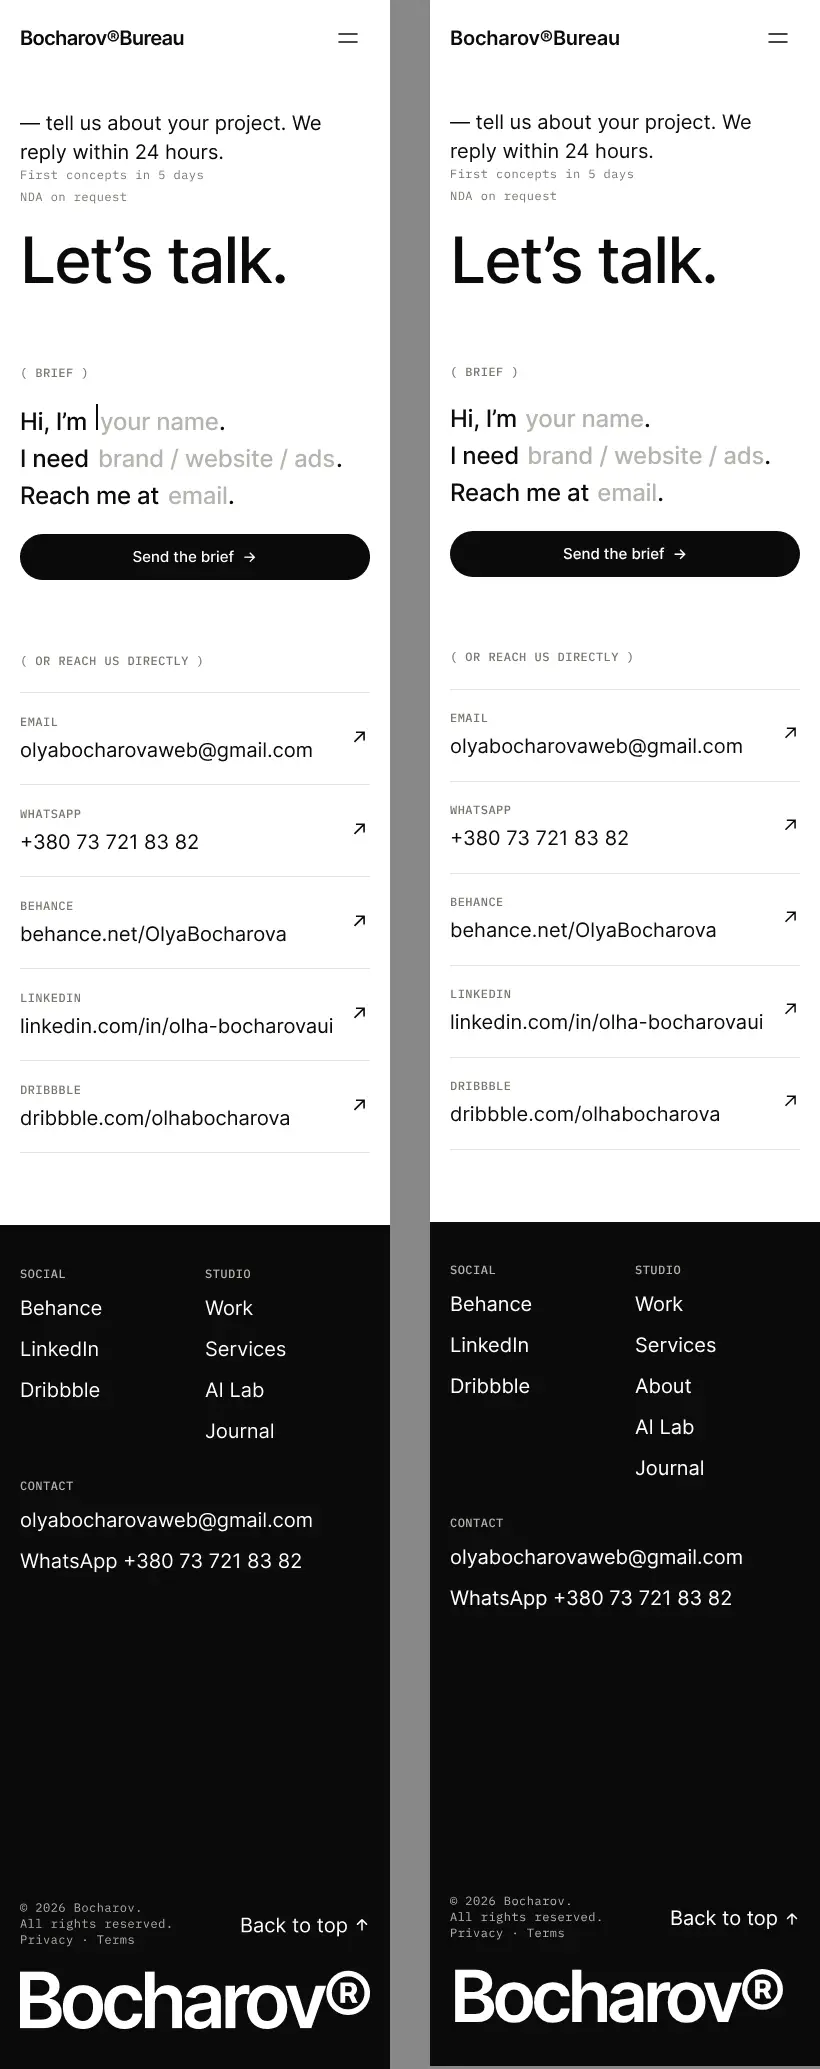 Bocharov®Bureau
— tell us about your project. We
reply within 24 hours.
First concepts in 5 days
NDA on request
Let’s talk.
( BRIEF )
Hi, I’m your name.
I need brand / website / ads.
Reach me at email.
Send the brief →
( OR REACH US DIRECTLY )
EMAIL
olyabocharovaweb@gmail.com
WHATSAPP
+380 73 721 83 82
BEHANCE
behance.net/OlyaBocharova
LINKEDIN
linkedin.com/in/olha-bocharovaui
DRIBBBLE
dribbble.com/olhabocharova
SOCIAL
Behance
LinkedIn
Dribbble
STUDIO
Work
Services
AI Lab
Journal
CONTACT
olyabocharovaweb@gmail.com
WhatsApp +380 73 721 83 82
© 2026 Bocharov.
All rights reserved.
Privacy · Terms
Back to top ↑
Bocharov®
Bocharov®Bureau
— tell us about your project. We
reply within 24 hours.
First concepts in 5 days
NDA on request
Let’s talk.
( BRIEF )
Hi, I’m your name.
I need brand / website / ads.
Reach me at email.
Send the brief →
( OR REACH US DIRECTLY )
EMAIL
olyabocharovaweb@gmail.com
WHATSAPP
+380 73 721 83 82
BEHANCE
behance.net/OlyaBocharova
LINKEDIN
linkedin.com/in/olha-bocharovaui
DRIBBBLE
dribbble.com/olhabocharova
SOCIAL
Behance
LinkedIn
Dribbble
STUDIO
Work
Services
About
AI Lab
Journal
CONTACT
olyabocharovaweb@gmail.com
WhatsApp +380 73 721 83 82
© 2026 Bocharov.
All rights reserved.
Privacy · Terms
Back to top ↑
Bocharov®